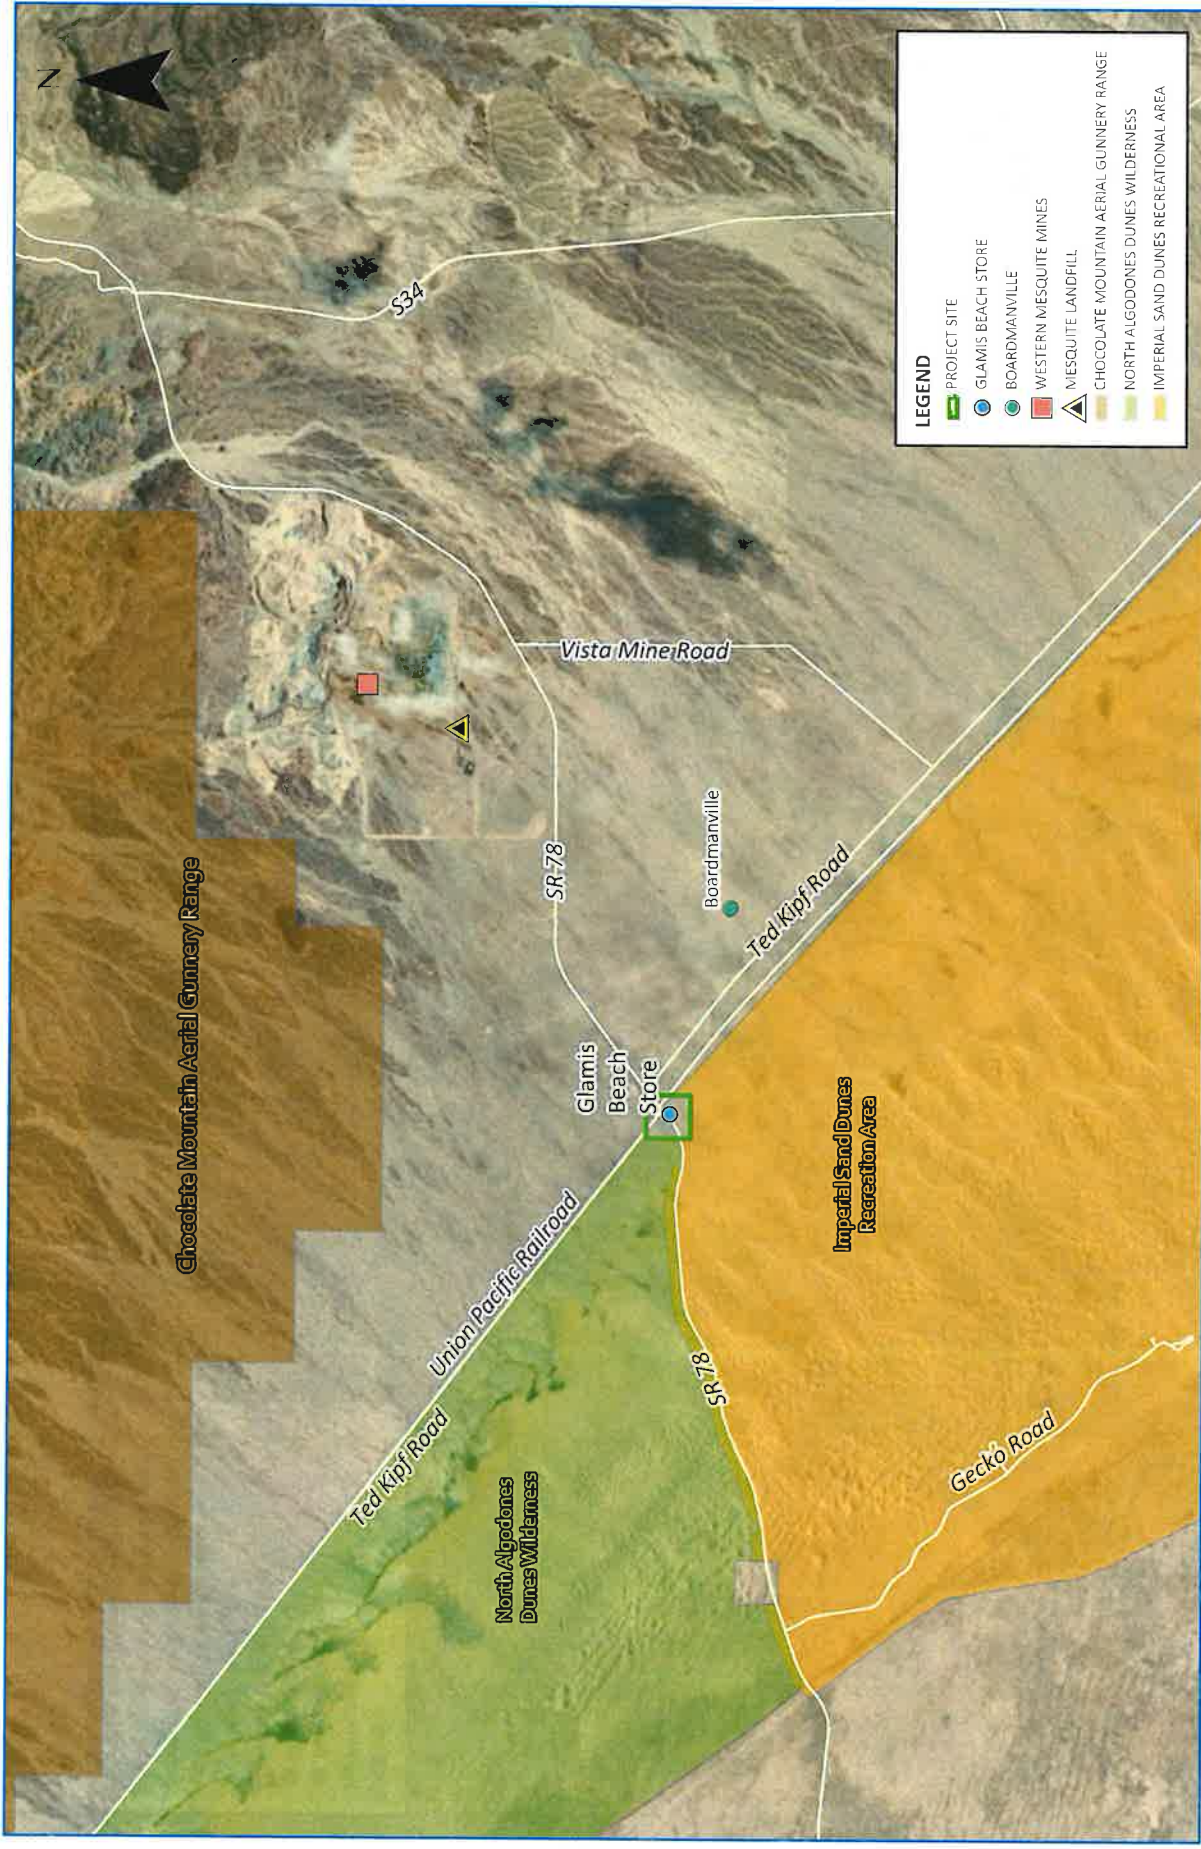 N
Chocolate Mountain Aerial Gunnery Range
S34
Vista Mine Road
SR 78
Boardmanville
Ted Kipf Road
Glamis
Beach
Store
Union Pacific Railroad
Ted Kipf Road
North Algodones
Dunes Wilderness
SR 78
Imperial Sand Dunes
Recreation Area
Gecko Road
LEGEND
PROJECT SITE
GLAMIS BEACH STORE
BOARDMANVILLE
WESTERN MESQUITE MINES
MESQUITE LANDFILL
CHOCOLATE MOUNTAIN AERIAL GUNNERY RANGE
NORTH ALGODONES DUNES WILDERNESS
IMPERIAL SAND DUNES RECREATIONAL AREA